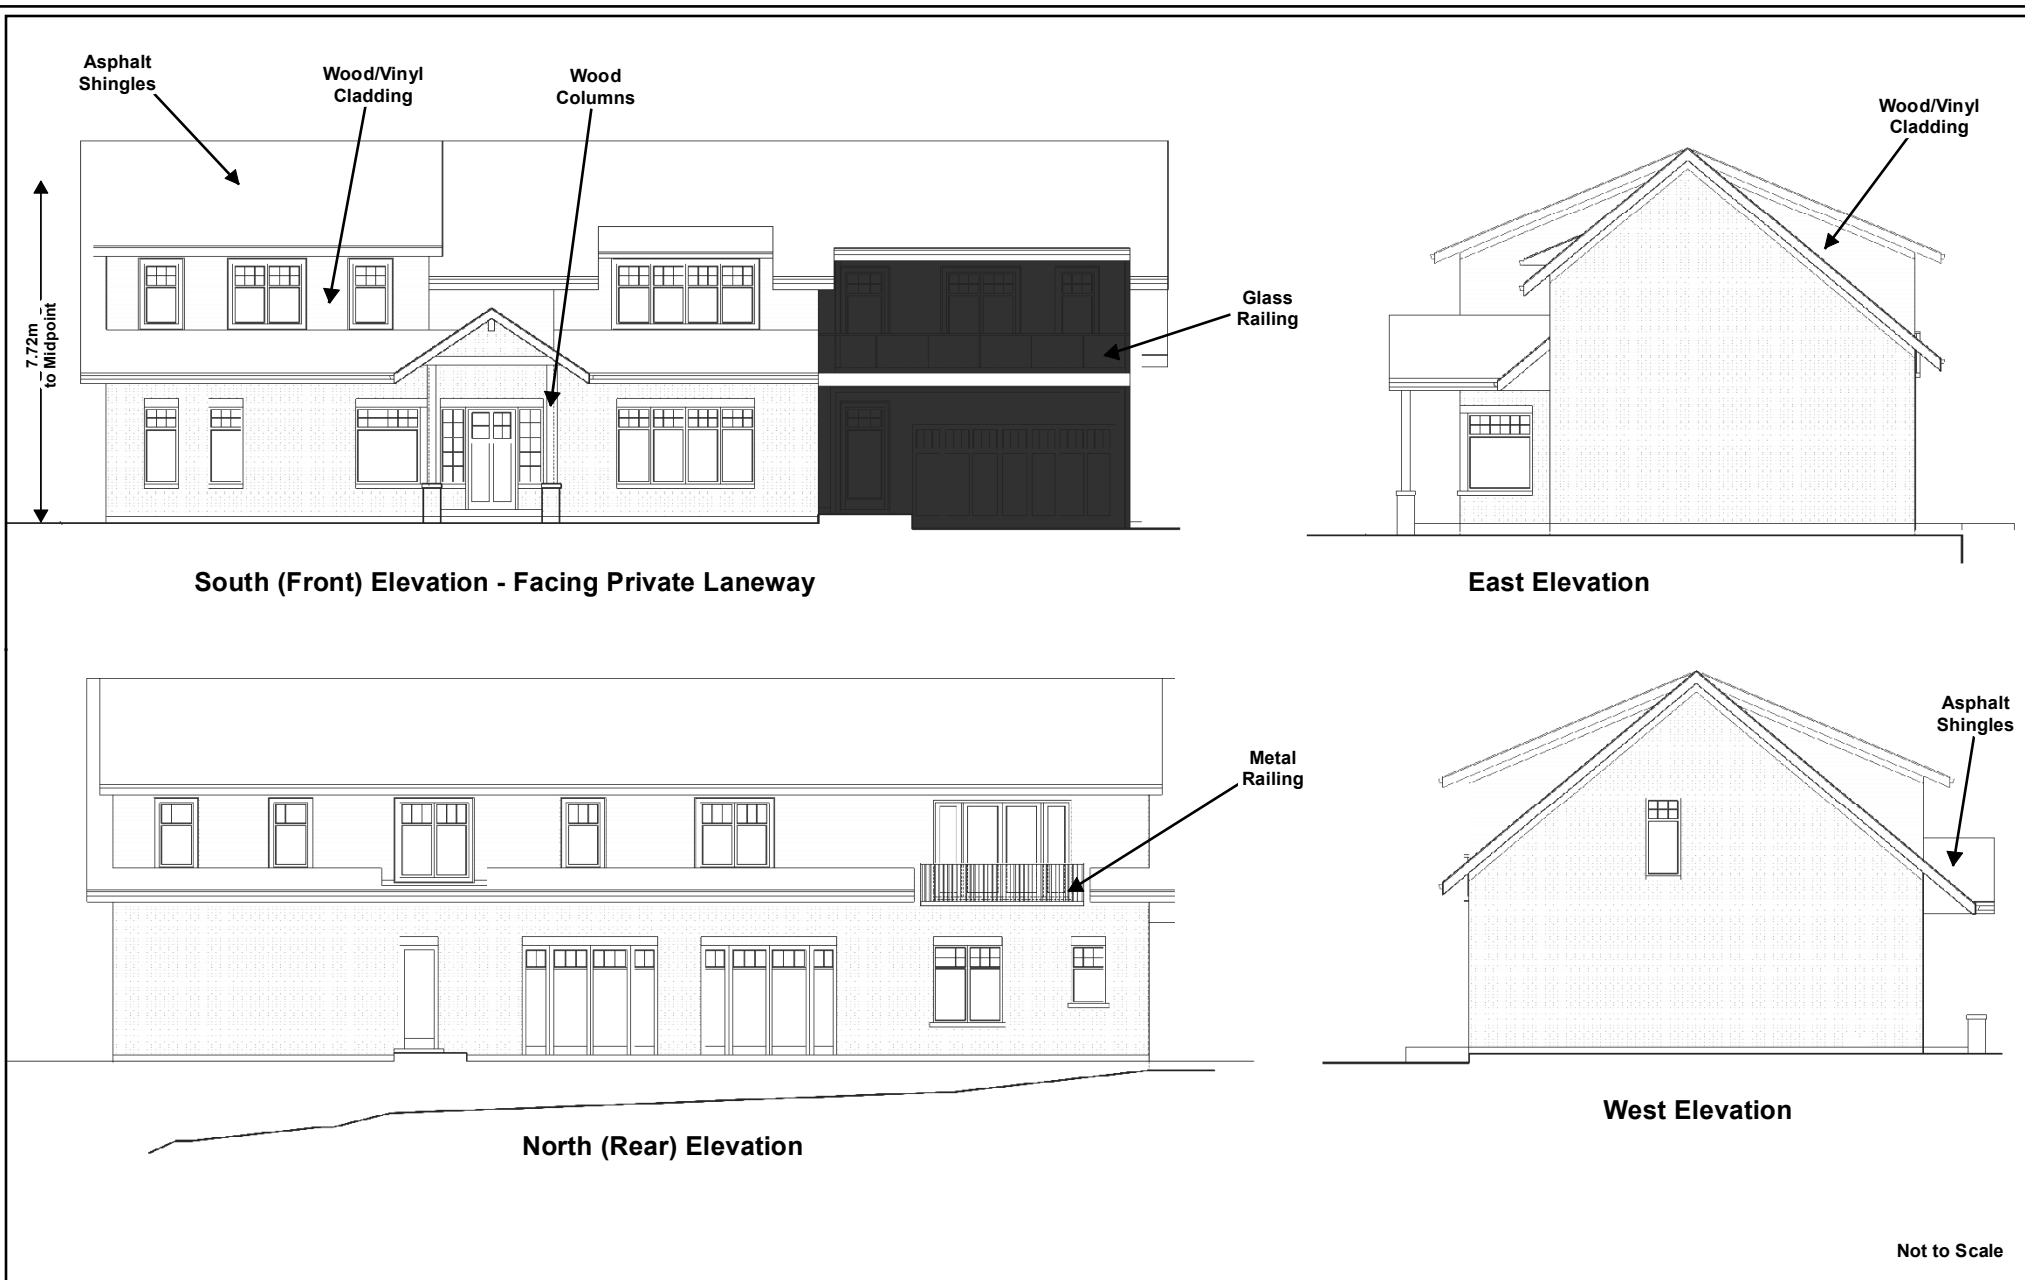 Asphalt
Shingles
Wood/Vinyl
Cladding
Wood
Columns
Wood/Vinyl
Cladding
Glass
Railing
7.72m
to Midpoint
South (Front) Elevation - Facing Private Laneway
East Elevation
Asphalt
Shingles
Metal
Railing
West Elevation
North (Rear) Elevation
Not to Scale